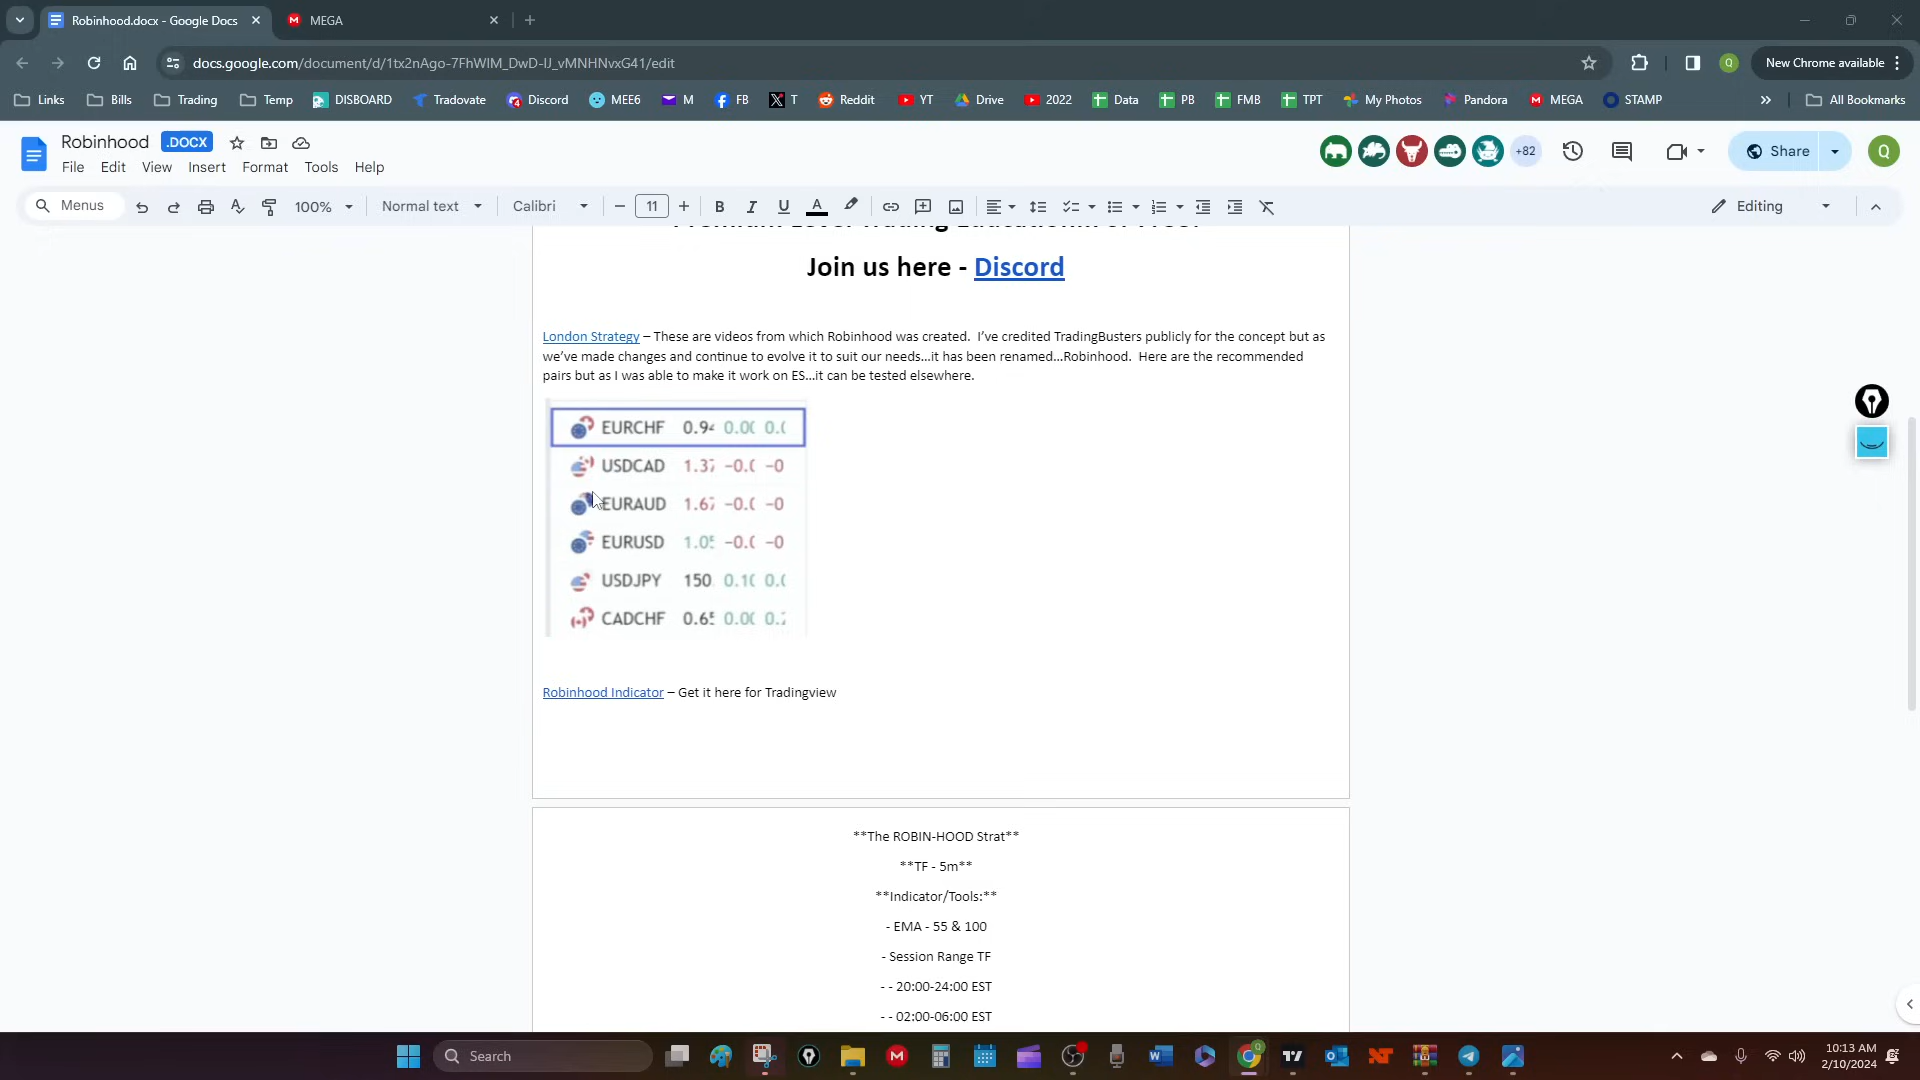 Robinhood.docx - Google Docs
MEGA
docs.google.com/document/d/1tx2nAgo-7FhWIM_DwD-IJ_vMNHNvxG41/edit
New Chrome available
Links Bills Trading Temp DISBOARD Tradovate Discord MEE6 M FB T Reddit YT Drive 2022 Data PB FMB TPT My Photos Pandora MEGA STAMP » All Bookmarks
Robinhood .DOCX
File Edit View Insert Format Tools Help
+82
Share
Q
Menus 100% Normal text Calibri 11 Editing
Join us here - Discord
London Strategy – These are videos from which Robinhood was created. I've credited TradingBusters publicly for the concept but as
we've made changes and continue to evolve it to suit our needs…it has been renamed…Robinhood. Here are the recommended
pairs but as I was able to make it work on ES…it can be tested elsewhere.
EURCHF
USDCAD
EURAUD
EURUSD
USDJPY 150
CADCHF
Robinhood Indicator – Get it here for Tradingview
**The ROBIN-HOOD Strat**
**TF - 5m**
**Indicator/Tools:**
- EMA - 55 & 100
- Session Range TF
- - 20:00-24:00 EST
- - 02:00-06:00 EST
Search
10:13 AM
2/10/2024